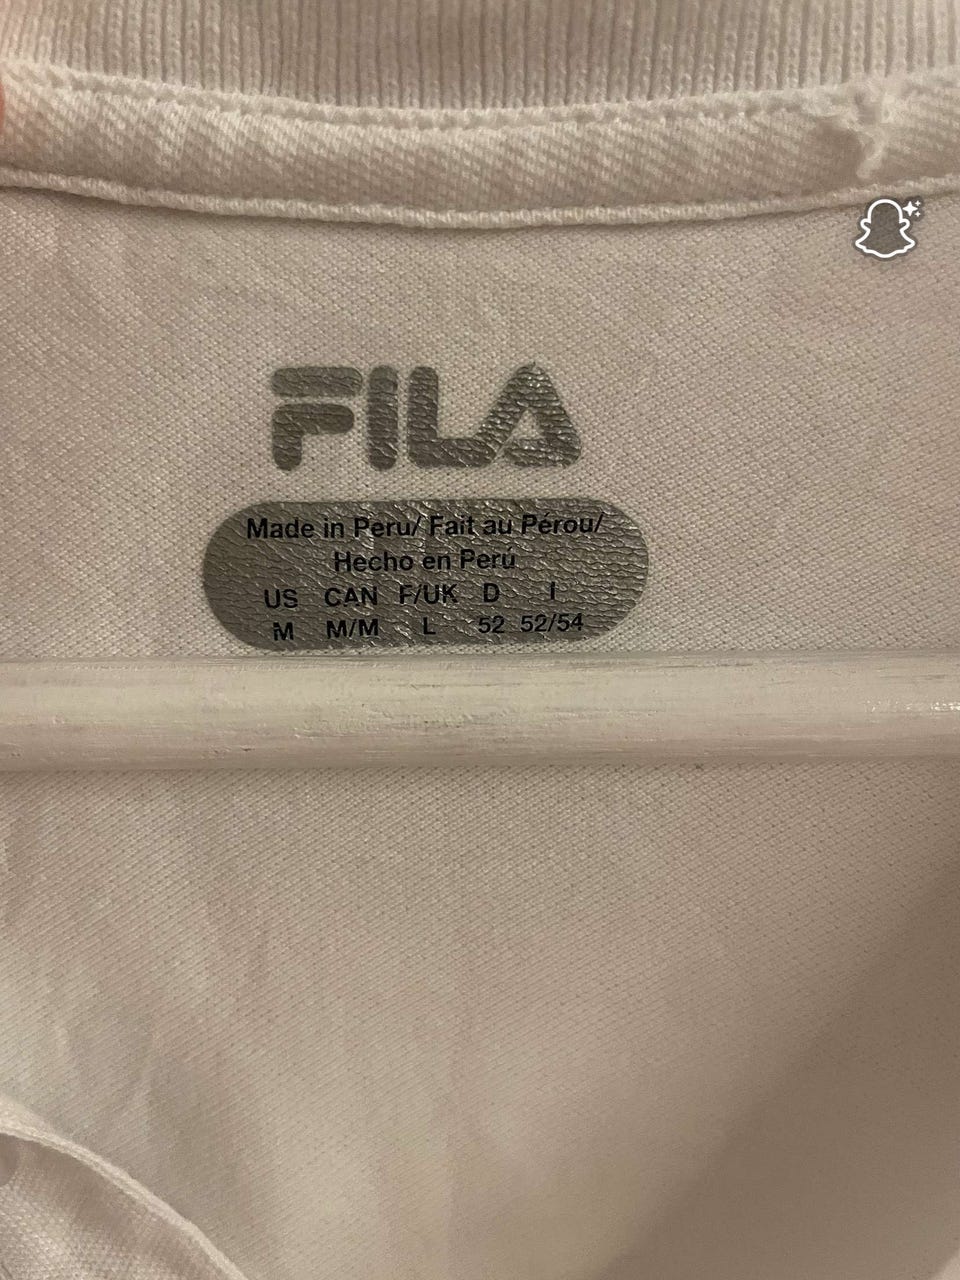 FILA
Made in Peru/ Fait au Pérou/
Hecho en Perú
US CAN F/UK D I
M M/M L 52 52/54